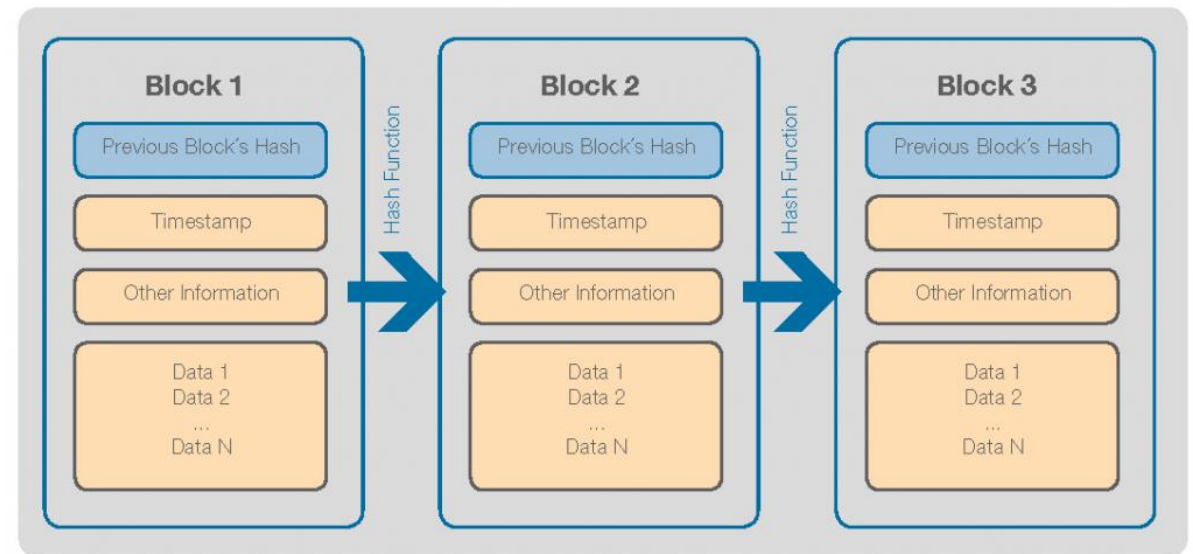 Block 1
Previous Block´s Hash
Timestamp
Other Information
Data 1
Data 2
...
Data N
Hash Function
Block 2
Previous Block´s Hash
Timestamp
Other Information
Data 1
Data 2
...
Data N
Hash Function
Block 3
Previous Block´s Hash
Timestamp
Other Information
Data 1
Data 2
...
Data N